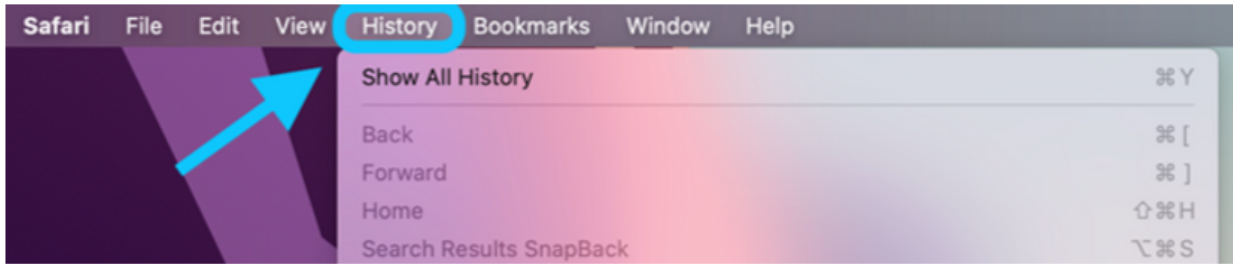 Safari File Edit View History Bookmarks Window Help
Show All History ⌘Y
Back ⌘[
Forward ⌘]
Home ⇧⌘H
Search Results SnapBack ⌥⌘S